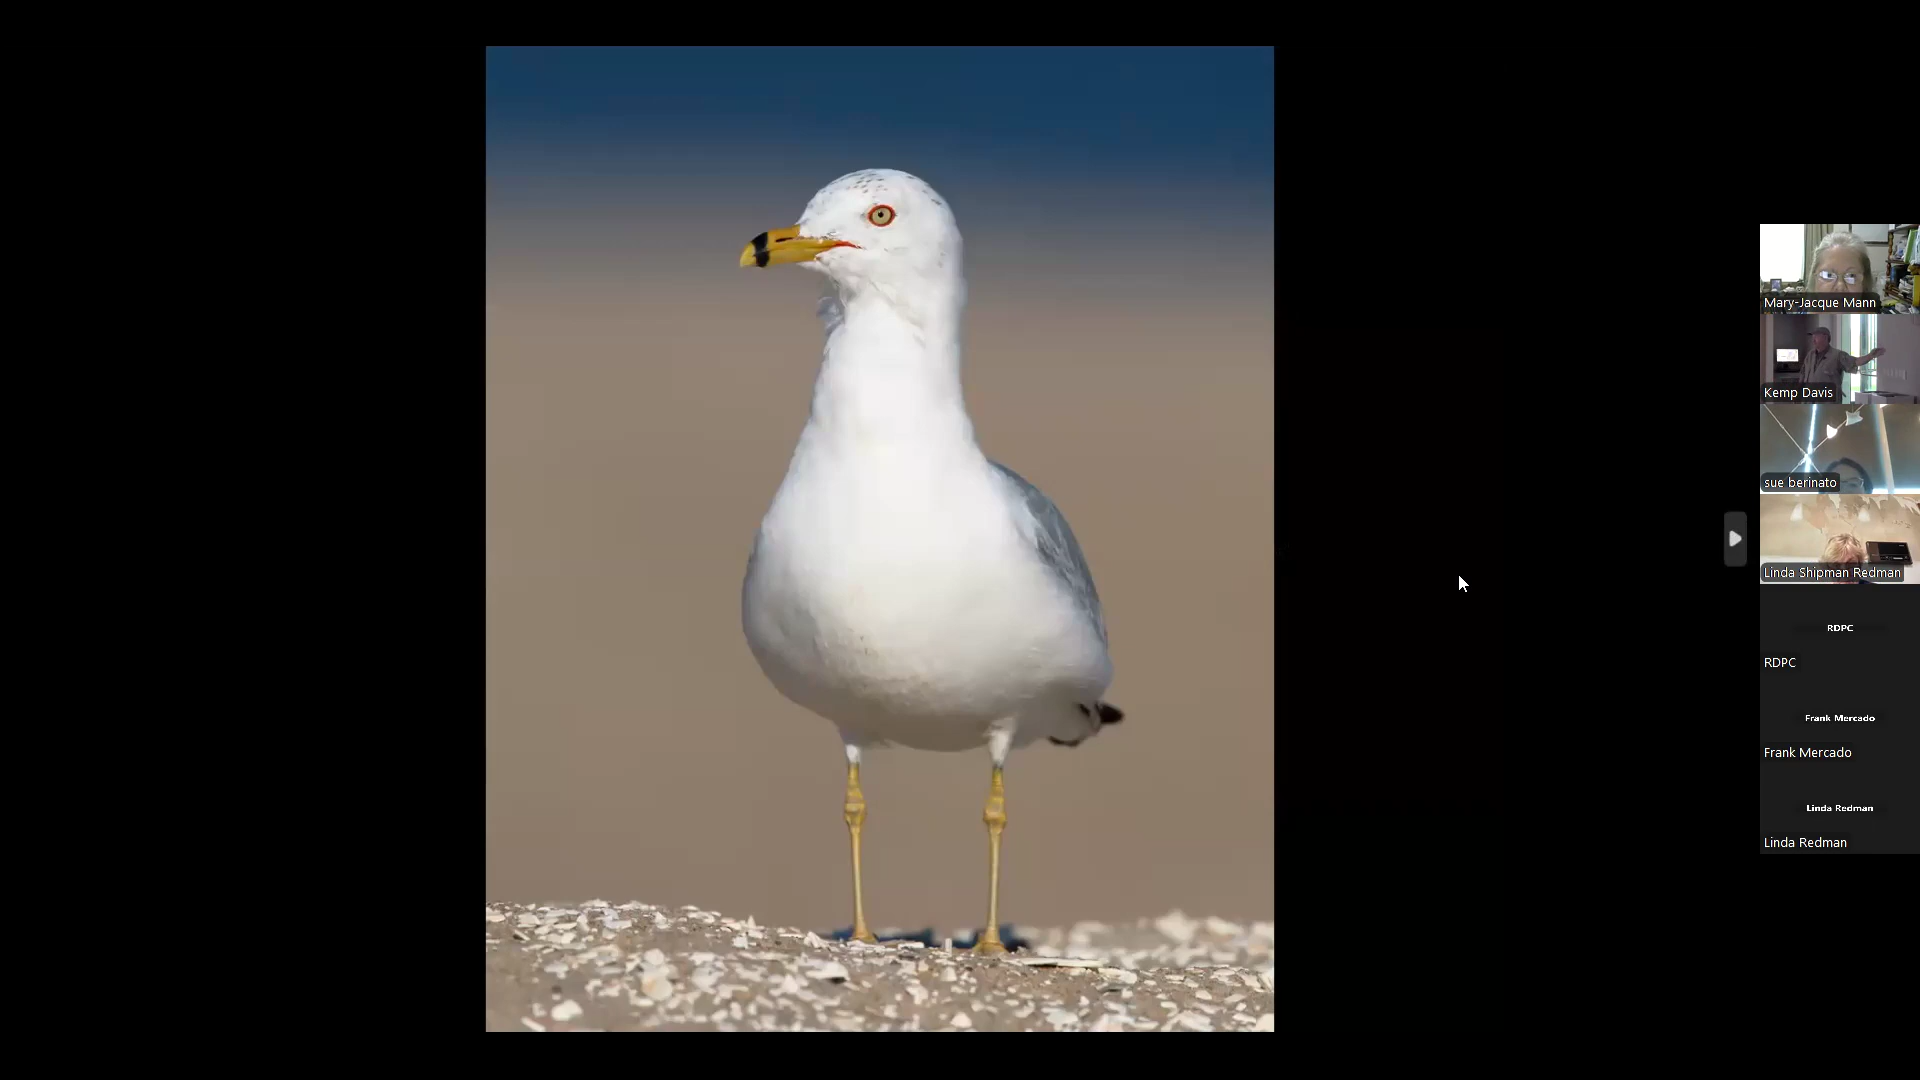 Mary-Jacque Mann
Kemp Davis
sue berinato
Linda Shipman Redman
RDPC
RDPC
Frank Mercado
Frank Mercado
Linda Redman
Linda Redman